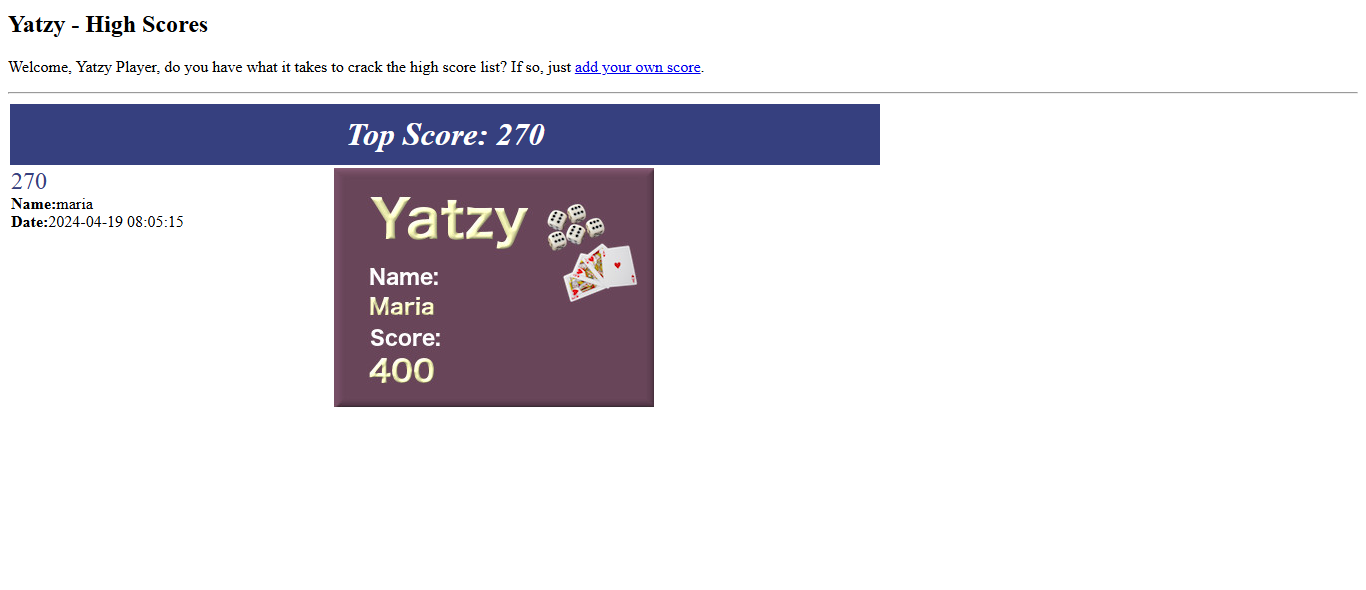 Yatzy - High Scores
Welcome, Yatzy Player, do you have what it takes to crack the high score list? If so, just add your own score.
Top Score: 270
270
Name:maria
Date:2024-04-19 08:05:15
Yatzy
Name:
Maria
Score:
400